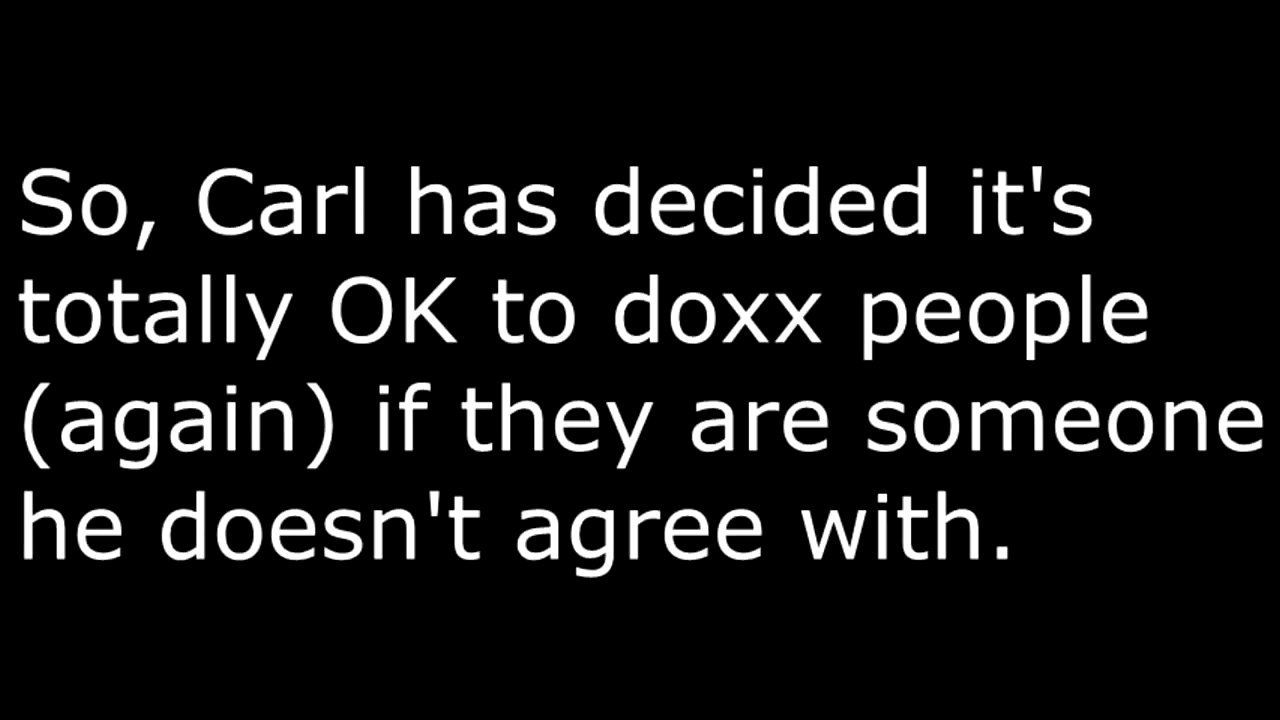 So, Carl has decided it's
totally OK to doxx people
(again) if they are someone
he doesn't agree with.